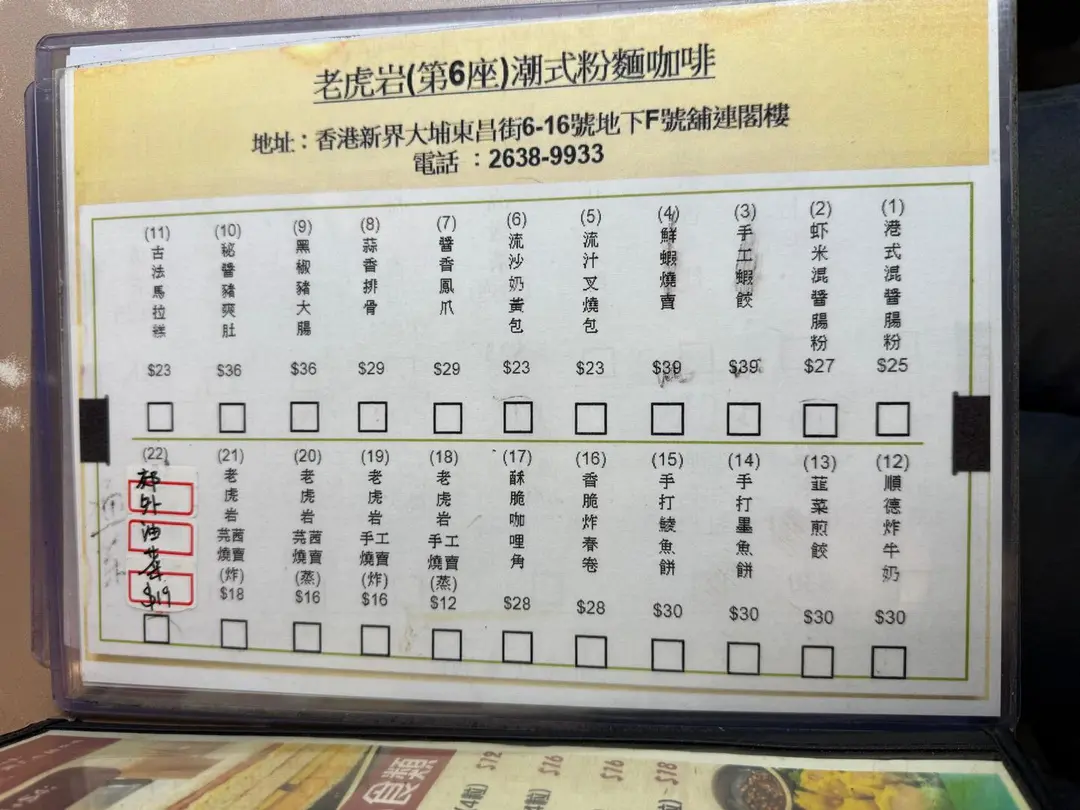 老虎岩(第6座)潮式粉麵咖啡
地址：香港新界大埔東昌街6-16號地下F號舖連閣樓
電話：2638-9933
(1) 港式混醬腸粉 $25
(2) 虾米混醬腸粉 $27
(3) 手工蝦餃 $39
(4) 鮮蝦燒賣 $39
(5) 流汁叉燒包 $23
(6) 流沙奶黃包 $23
(7) 醬香鳳爪 $29
(8) 蒜香排骨 $29
(9) 黑椒豬大腸 $36
(10) 秘醬豬爽肚 $36
(11) 古法馬拉糕 $23
(12) 順德炸牛奶 $30
(13) 韮菜煎餃 $30
(14) 手打墨魚餅 $30
(15) 手打鯪魚餅 $30
(16) 香脆炸春卷 $28
(17) 酥脆咖哩角 $28
(18) 老虎岩手工燒賣(蒸) $12
(19) 老虎岩手工燒賣(炸) $16
(20) 老虎岩芫茜燒賣(蒸) $16
(21) 老虎岩芫茜燒賣(炸) $18
(22) 郊外油菜 $19
食類
$12
$16
$16
$18